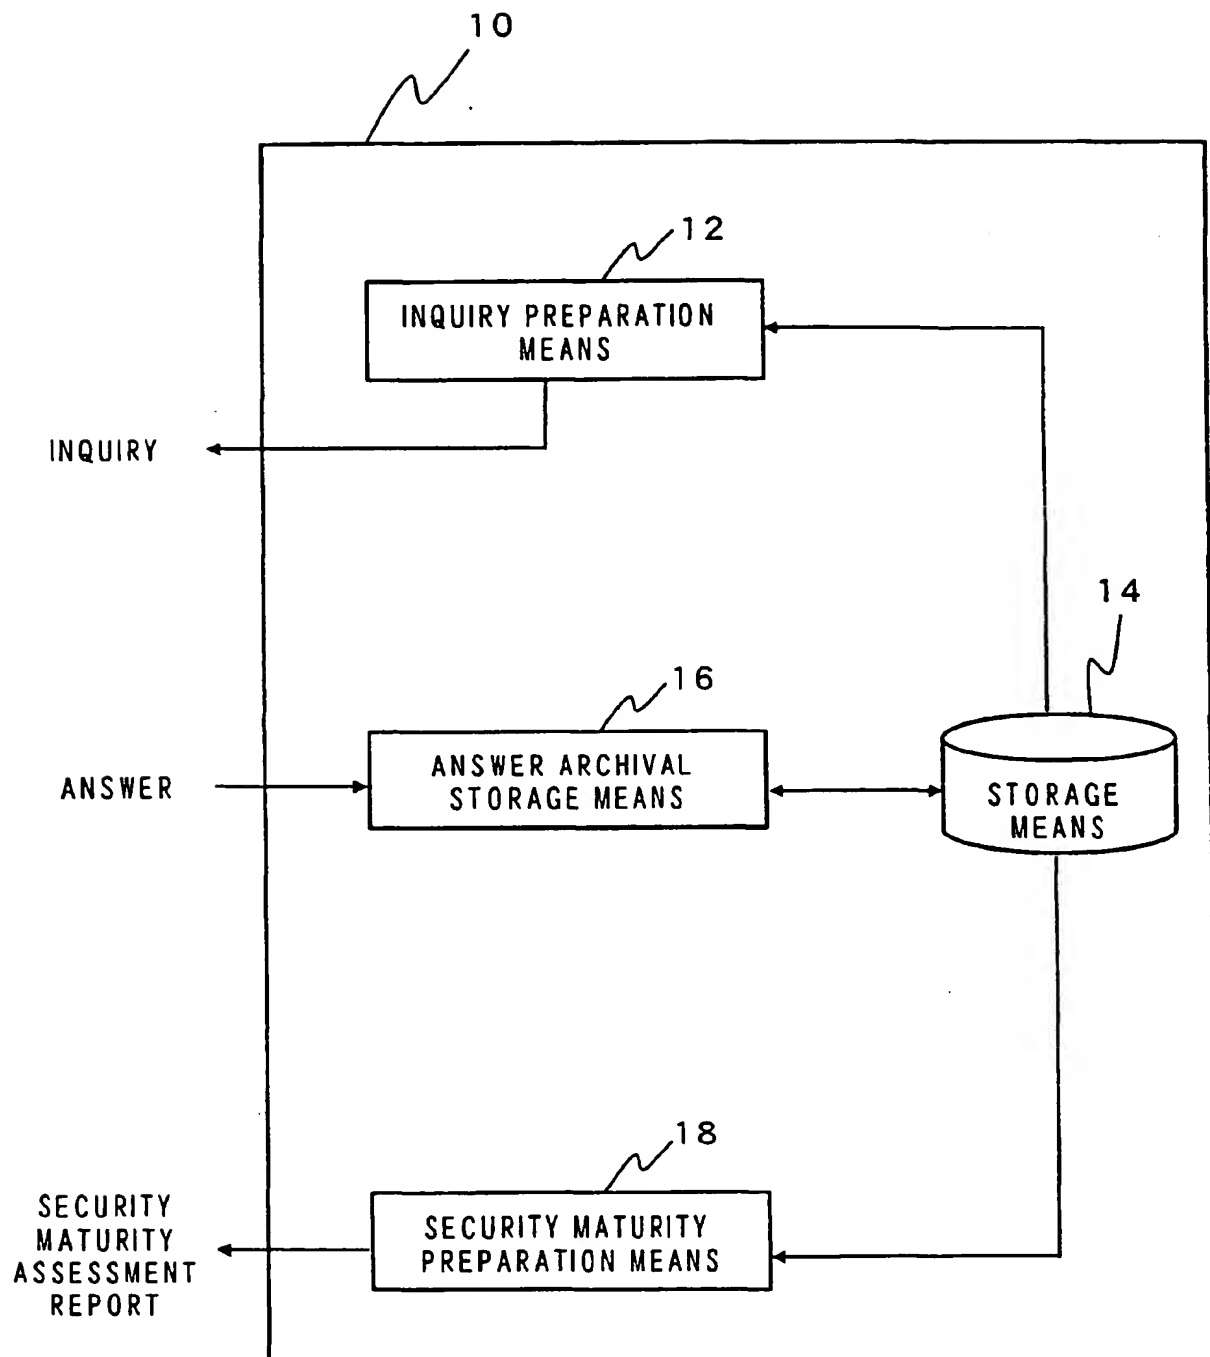 10
12
INQUIRY PREPARATION
MEANS
INQUIRY
14
16
ANSWER ARCHIVAL
STORAGE MEANS
ANSWER
STORAGE
MEANS
18
SECURITY MATURITY
PREPARATION MEANS
SECURITY
MATURITY
ASSESSMENT
REPORT